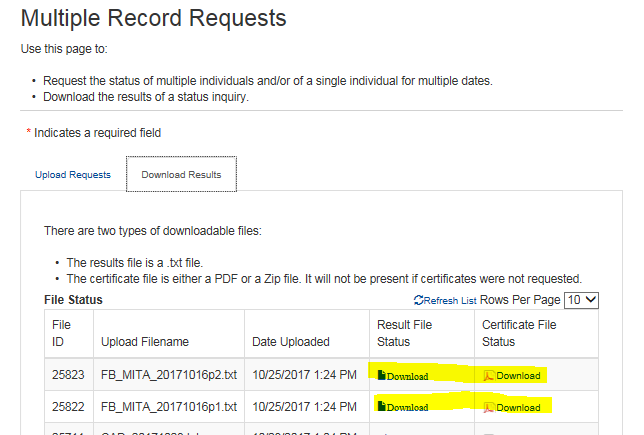 Multiple Record Requests
Use this page to:
• Request the status of multiple individuals and/or of a single individual for multiple dates.
• Download the results of a status inquiry.
* Indicates a required field
Upload Requests Download Results
There are two types of downloadable files:
• The results file is a .txt file.
• The certificate file is either a PDF or a Zip file. It will not be present if certificates were not requested.
File Status Refresh List Rows Per Page 10
File ID Upload Filename Date Uploaded Result File Status Certificate File Status
25823 FB_MITA_20171016p2.txt 10/25/2017 1:24 PM Download Download
25822 FB_MITA_20171016p1.txt 10/25/2017 1:24 PM Download Download